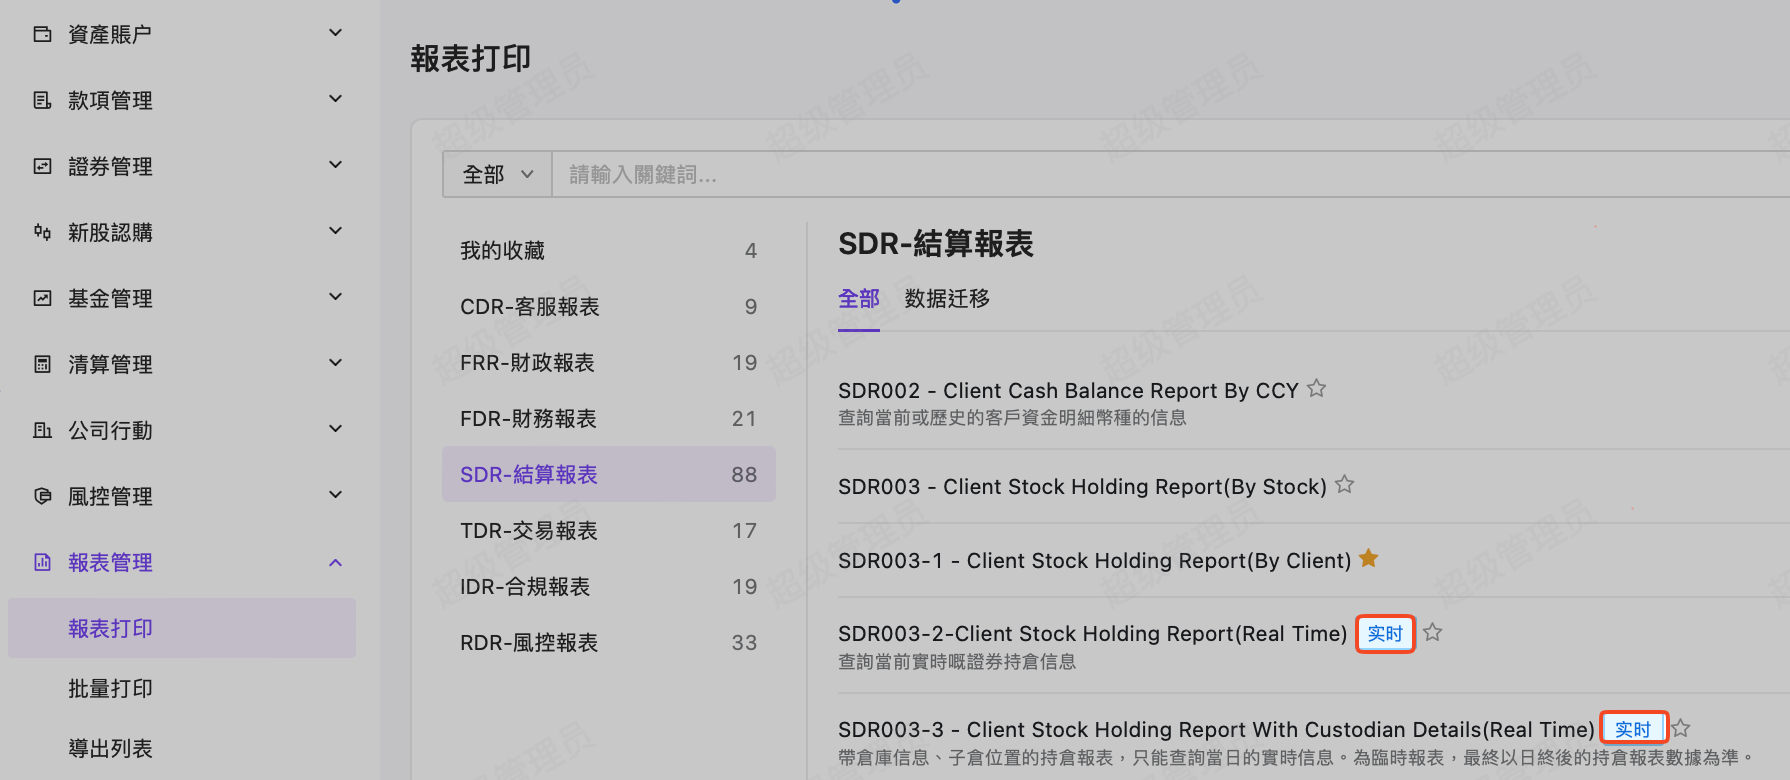 資產賬户
款項管理
證券管理
新股認購
基金管理
清算管理
公司行動
風控管理
報表管理
報表打印
批量打印
導出列表
報表打印
全部
請輸入關鍵詞...
我的收藏 4
CDR-客服報表 9
FRR-財政報表 19
FDR-財務報表 21
SDR-結算報表 88
TDR-交易報表 17
IDR-合規報表 19
RDR-風控報表 33
SDR-結算報表
全部 数据迁移
SDR002 - Client Cash Balance Report By CCY
查詢當前或歷史的客戶資金明細幣種的信息
SDR003 - Client Stock Holding Report(By Stock)
SDR003-1 - Client Stock Holding Report(By Client)
SDR003-2-Client Stock Holding Report(Real Time) 实时
查詢當前實時嘅證券持倉信息
SDR003-3 - Client Stock Holding Report With Custodian Details(Real Time) 实时
帶倉庫信息、子倉位置的持倉報表，只能查詢當日的實時信息。為臨時報表，最終以日終後的持倉報表數據為準。
超级管理员